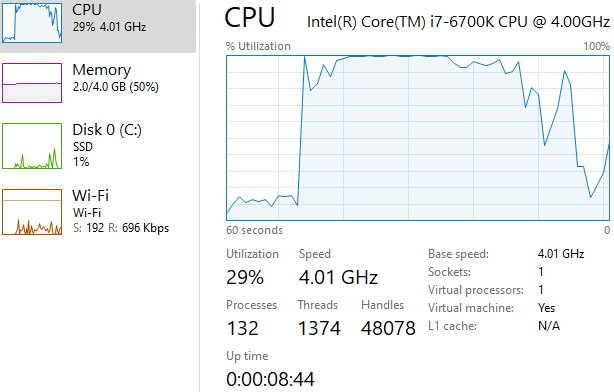 CPU
29% 4.01 GHz
Memory
2.0/4.0 GB (50%)
Disk 0 (C:)
SSD
1%
Wi-Fi
Wi-Fi
S: 192 R: 696 Kbps
CPU Intel(R) Core(TM) i7-6700K CPU @ 4.00GHz
% Utilization 100%
60 seconds 0
Utilization Speed
29% 4.01 GHz
Processes Threads Handles
132 1374 48078
Up time
0:00:08:44
Base speed: 4.01 GHz
Sockets: 1
Virtual processors: 1
Virtual machine: Yes
L1 cache: N/A